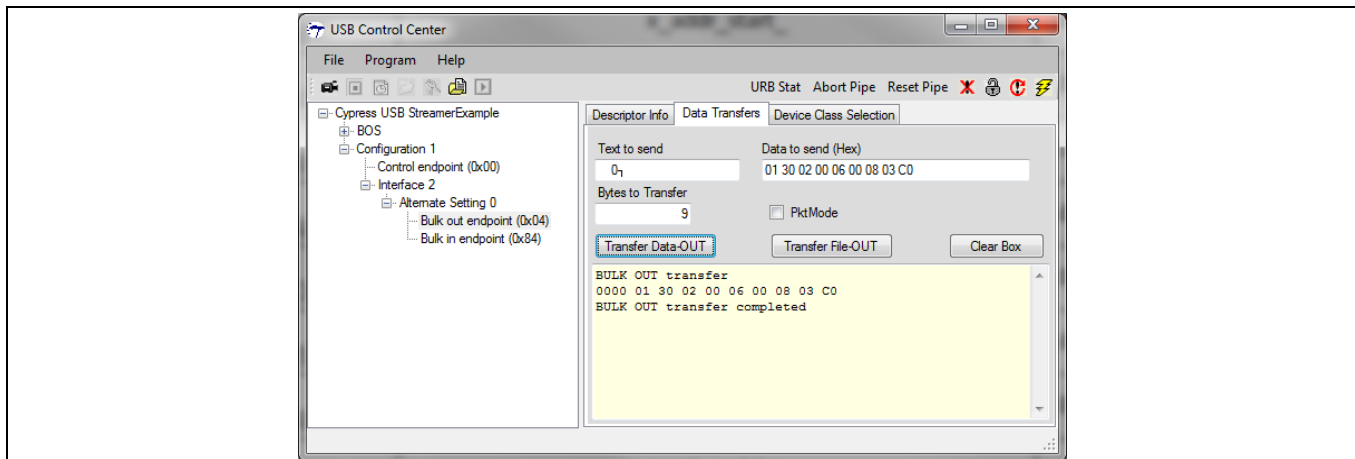 USB Control Center
File Program Help
URB Stat Abort Pipe Reset Pipe
Cypress USB StreamerExample
BOS
Configuration 1
Control endpoint (0x00)
Interface 2
Alternate Setting 0
Bulk out endpoint (0x04)
Bulk in endpoint (0x84)
Descriptor Info Data Transfers Device Class Selection
Text to send Data to send (Hex)
0┐ 01 30 02 00 06 00 08 03 C0
Bytes to Transfer
9 PktMode
Transfer Data-OUT Transfer File-OUT Clear Box
BULK OUT transfer
0000 01 30 02 00 06 00 08 03 C0
BULK OUT transfer completed